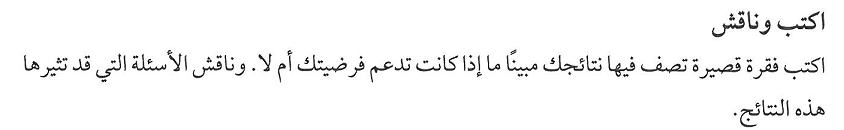 اكتب وناقش
اكتب فقرة قصيرة تصف فيها نتائجك مبينًا ما إذا كانت تدعم فرضيتك أم لا. وناقش الأسئلة التي قد تثيرها
هذه النتائج.